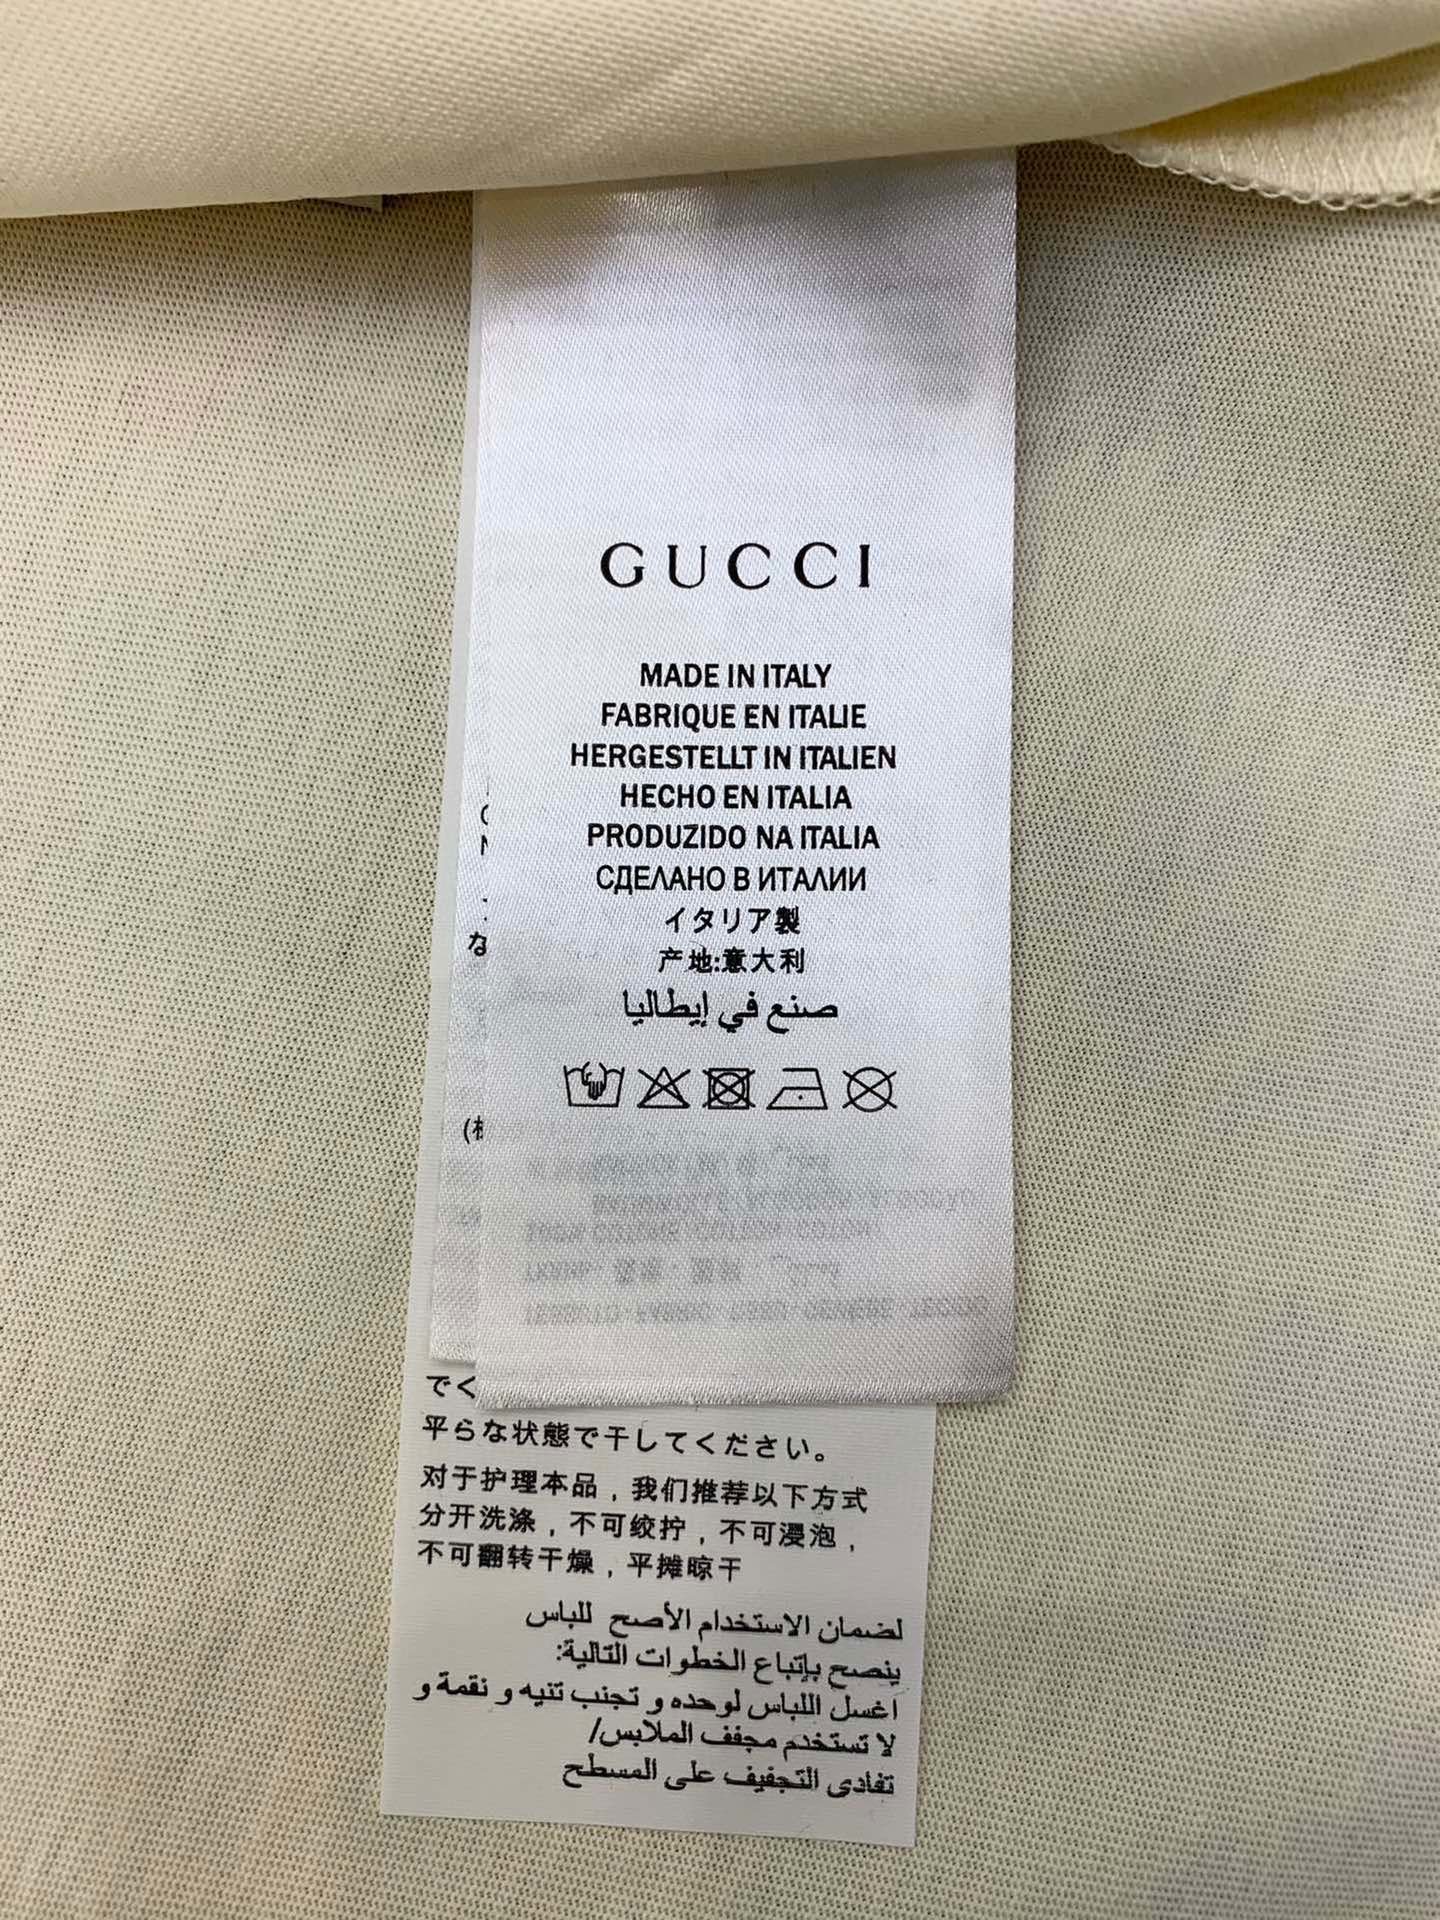 GUCCI
MADE IN ITALY
FABRIQUE EN ITALIE
HERGESTELLT IN ITALIEN
HECHO EN ITALIA
PRODUZIDO NA ITALIA
СДЕЛАНО В ИТАЛИИ
イタリア製
产地:意大利
صنع في إيطاليا
な
でく
平らな状態で干してください。
对于护理本品，我们推荐以下方式
分开洗涤，不可绞拧，不可浸泡，
不可翻转干燥，平摊晾干
لضمان الاستخدام الأصح للباس
ينصح بإتباع الخطوات التالية:
اغسل اللباس لوحده و تجنب تنيه و نقمة و
لا تستخدم مجفف الملابس/
تفادى التجفيف على المسطح